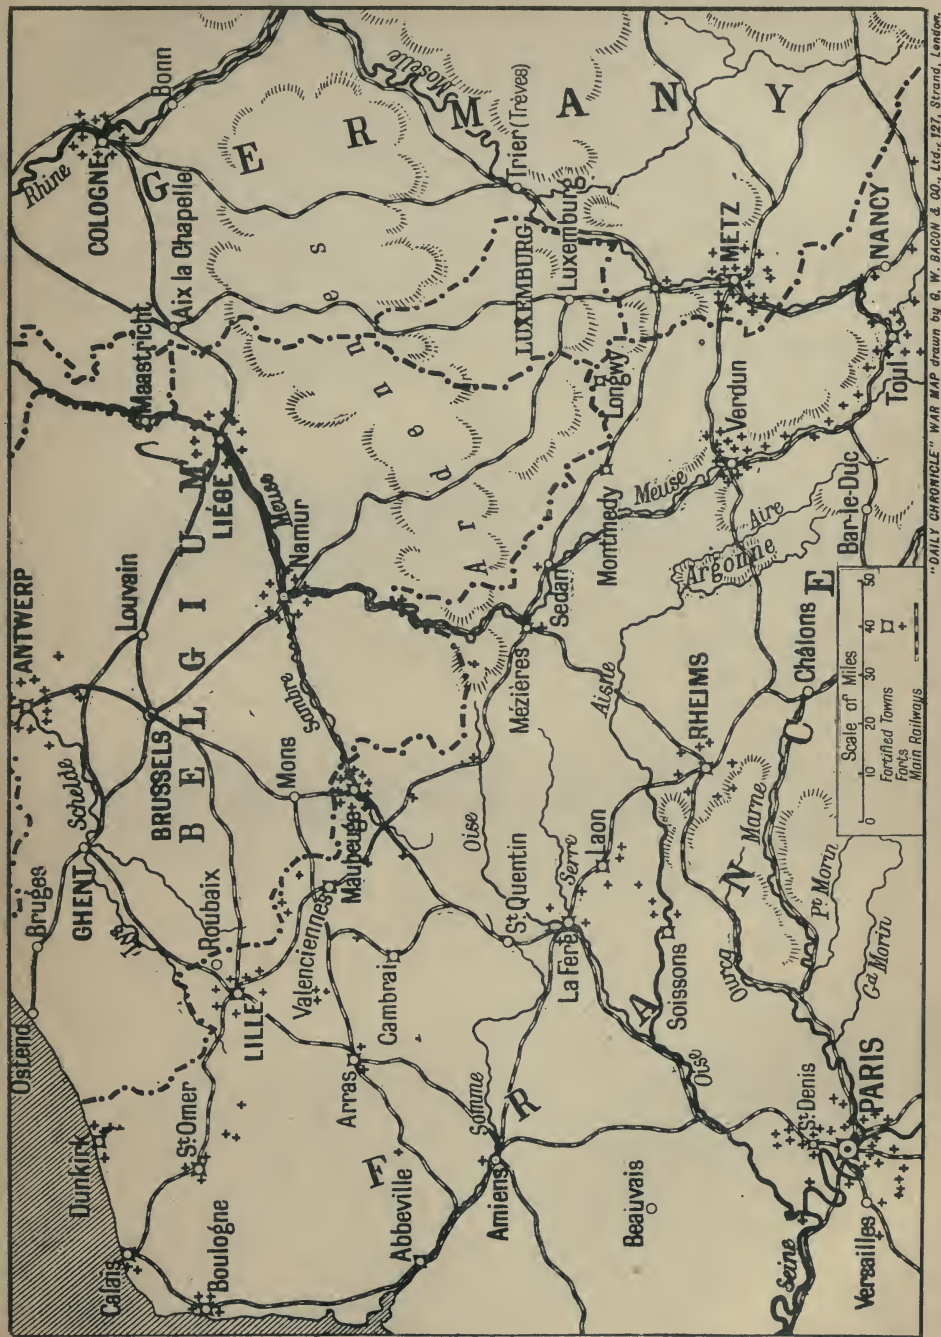 Ostend
Bruges
ANTWERP
Dunkirk
Calais
GHENT
Schelde
Lys
Louvain
Maastricht
Rhine
COLOGNE
Bonn
St Omer
Boulogne
Roubaix
LILLE
BRUSSELS
BELGIUM
LIÉGE
Aix la Chapelle
GERMANY
Mons
Sambre
Namur
Meuse
Valenciennes
Maubeuge
Arras
Cambrai
Abbeville
Ardennes
Moselle
Trier (Trèves)
Somme
Amiens
FRANCE
St Quentin
Oise
Mézières
Sedan
LUXEMBURG
Luxemburg
Longwy
Montmedy
La Fère
Serre
Laon
Aisne
Meuse
Beauvais
Oise
Soissons
RHEIMS
Argonne
Aire
Verdun
METZ
Ourcq
Marne
Châlons
Bar-le-Duc
Toul
NANCY
Seine
St Denis
PARIS
Versailles
Pt Morin
Gd Morin
Scale of Miles
0 10 20 30 40 50
Fortified Towns
Forts
Main Railways
"DAILY CHRONICLE" WAR MAP drawn by G. W. BACON & CO., Ltd., 127, Strand, London.